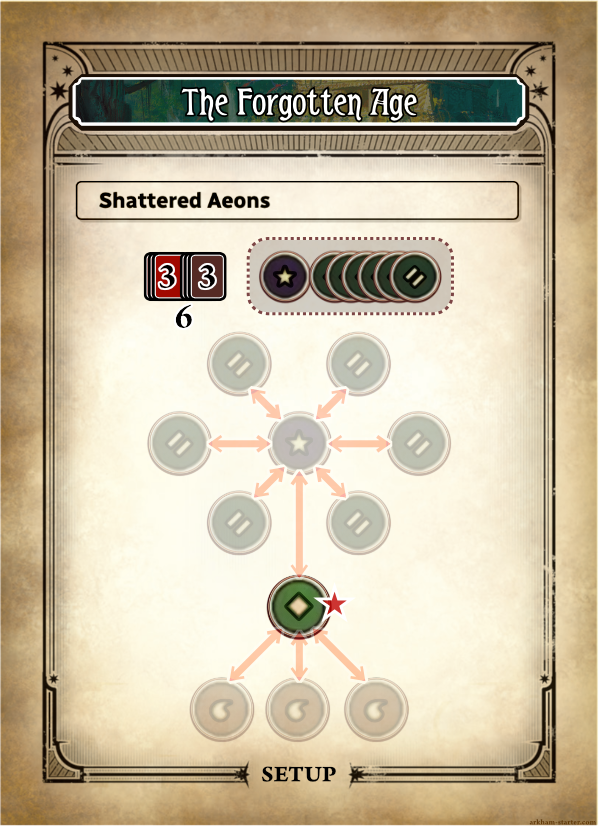 The Forgotten Age
Shattered Aeons
3 3
6
SETUP
arkham-starter.com